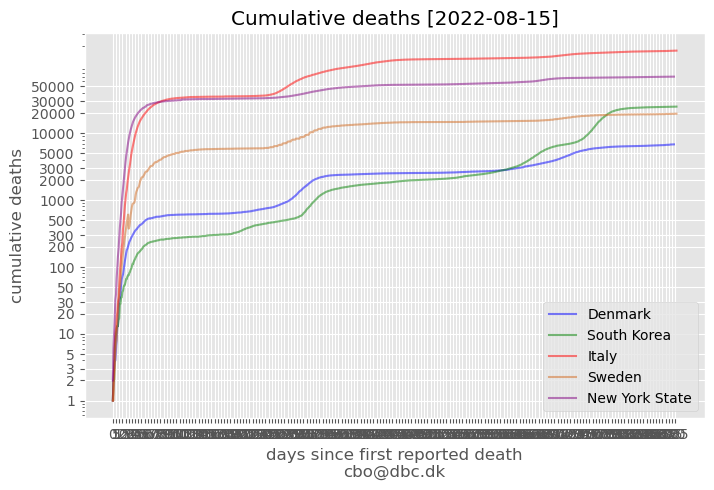 Cumulative deaths [2022-08-15]
cumulative deaths
50000
30000
20000
10000
5000
3000
2000
1000
500
300
200
100
50
30
20
10
5
3
2
1
Denmark
South Korea
Italy
Sweden
New York State
days since first reported death
cbo@dbc.dk